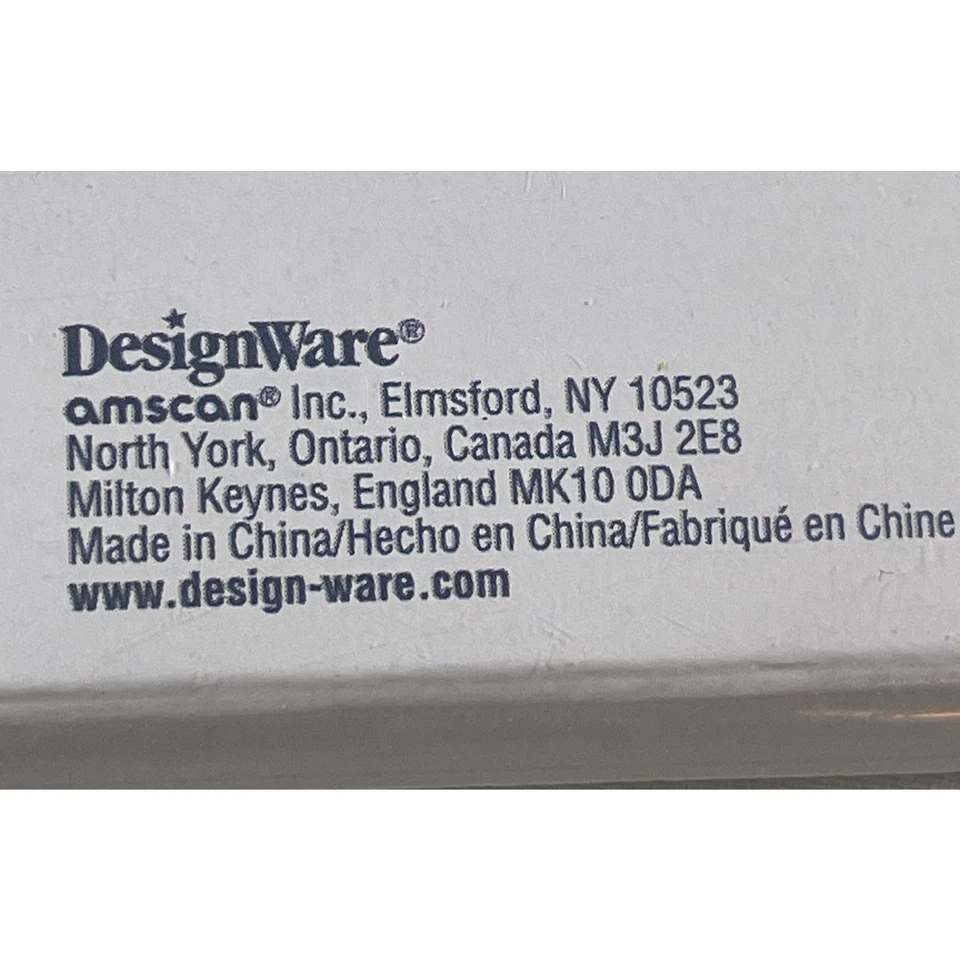 DesignWare®
amscan® Inc., Elmsford, NY 10523
North York, Ontario, Canada M3J 2E8
Milton Keynes, England MK10 0DA
Made in China/Hecho en China/Fabriqué en Chine
www.design-ware.com